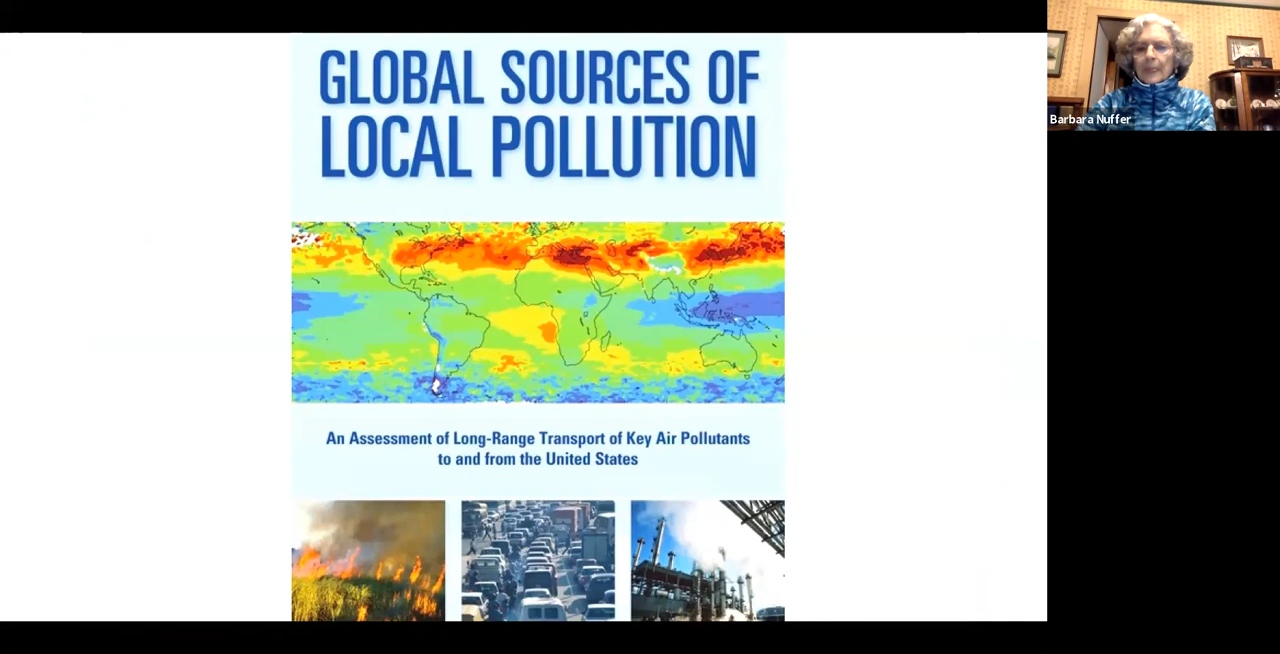 GLOBAL SOURCES OF
LOCAL POLLUTION
An Assessment of Long-Range Transport of Key Air Pollutants
to and from the United States
Barbara Nuffer